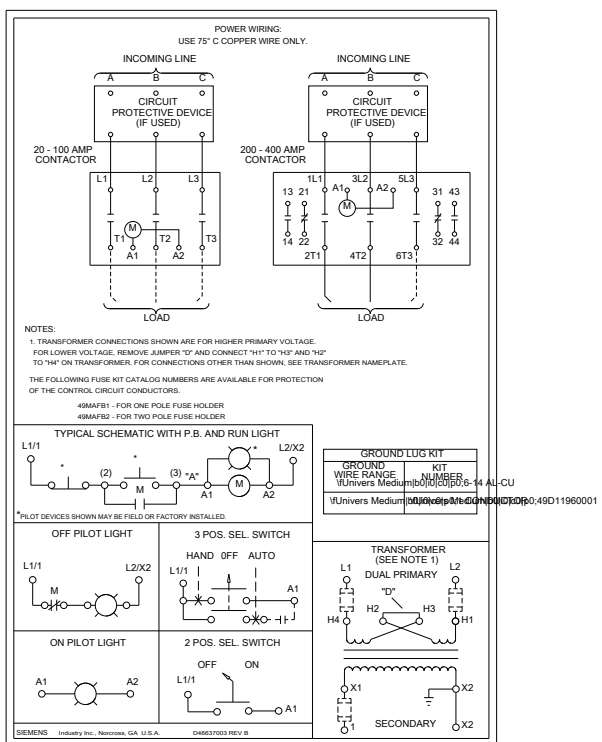 POWER WIRING:
USE 75° C COPPER WIRE ONLY.
INCOMING LINE
A B C
CIRCUIT
PROTECTIVE DEVICE
(IF USED)
20 - 100 AMP
CONTACTOR
L1 L2 L3
M
T1 T2 T3
A1 A2
LOAD
INCOMING LINE
A B C
CIRCUIT
PROTECTIVE DEVICE
(IF USED)
200 - 400 AMP
CONTACTOR
1L1 3L2 5L3
13 21 A1 A2 31 43
M
14 22 32 44
2T1 4T2 6T3
LOAD
NOTES:
1. TRANSFORMER CONNECTIONS SHOWN ARE FOR HIGHER PRIMARY VOLTAGE.
FOR LOWER VOLTAGE, REMOVE JUMPER "D" AND CONNECT "H1" TO "H3" AND "H2"
TO "H4" ON TRANSFORMER. FOR CONNECTIONS OTHER THAN SHOWN, SEE TRANSFORMER NAMEPLATE.
THE FOLLOWING FUSE KIT CATALOG NUMBERS ARE AVAILABLE FOR PROTECTION
OF THE CONTROL CIRCUIT CONDUCTORS.
49MAFB1 - FOR ONE POLE FUSE HOLDER
49MAFB2 - FOR TWO POLE FUSE HOLDER
TYPICAL SCHEMATIC WITH P.B. AND RUN LIGHT
L1/1 * L2/X2
* (2) * (3) "A"
M A1 M A2
*PILOT DEVICES SHOWN MAY BE FIELD OR FACTORY INSTALLED.
GROUND LUG KIT
GROUND
WIRE RANGE
KIT
NUMBER
\fUnivers Medium|b0|i0|c0|p0;6-14 AL-CU
\fUnivers Medium|b0|i0|c0|p0;49D11960001
OFF PILOT LIGHT
L1/1 L2/X2
M
3 POS. SEL. SWITCH
HAND 0FF AUTO
L1/1
A1
ON PILOT LIGHT
A1 A2
2 POS. SEL. SWITCH
OFF ON
L1/1
A1
TRANSFORMER
(SEE NOTE 1)
L1 L2
DUAL PRIMARY
"D"
H4 H2 H3 H1
X1 X2
SECONDARY
1 X2
SIEMENS Industry Inc., Norcross, GA U.S.A. D46637003 REV B